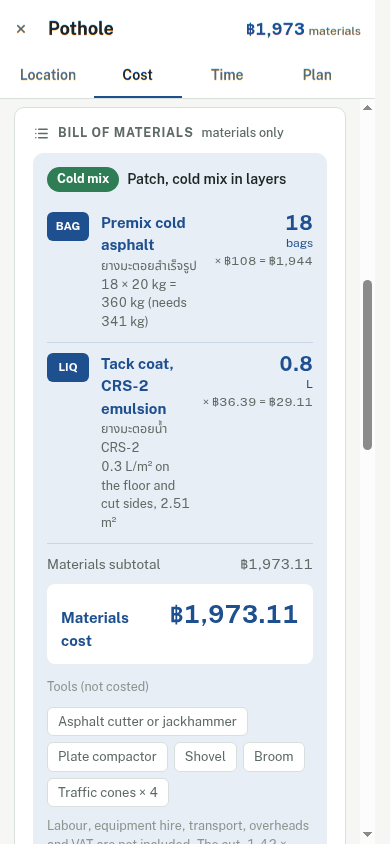 × Pothole ฿1,973 materials
Location Cost Time Plan
BILL OF MATERIALS materials only
Cold mix Patch, cold mix in layers
BAG Premix cold asphalt 18 bags
ยางมะตอยสำเร็จรูป × ฿108 = ฿1,944
18 × 20 kg =
360 kg (needs
341 kg)
LIQ Tack coat, 0.8
CRS-2 L
emulsion × ฿36.39 = ฿29.11
ยางมะตอยน้ำ
CRS-2
0.3 L/m² on
the floor and
cut sides, 2.51
m²
Materials subtotal ฿1,973.11
Materials cost ฿1,973.11
Tools (not costed)
Asphalt cutter or jackhammer
Plate compactor Shovel Broom
Traffic cones × 4
Labour, equipment hire, transport, overheads
and VAT are not included. The cut, 1.42 ×